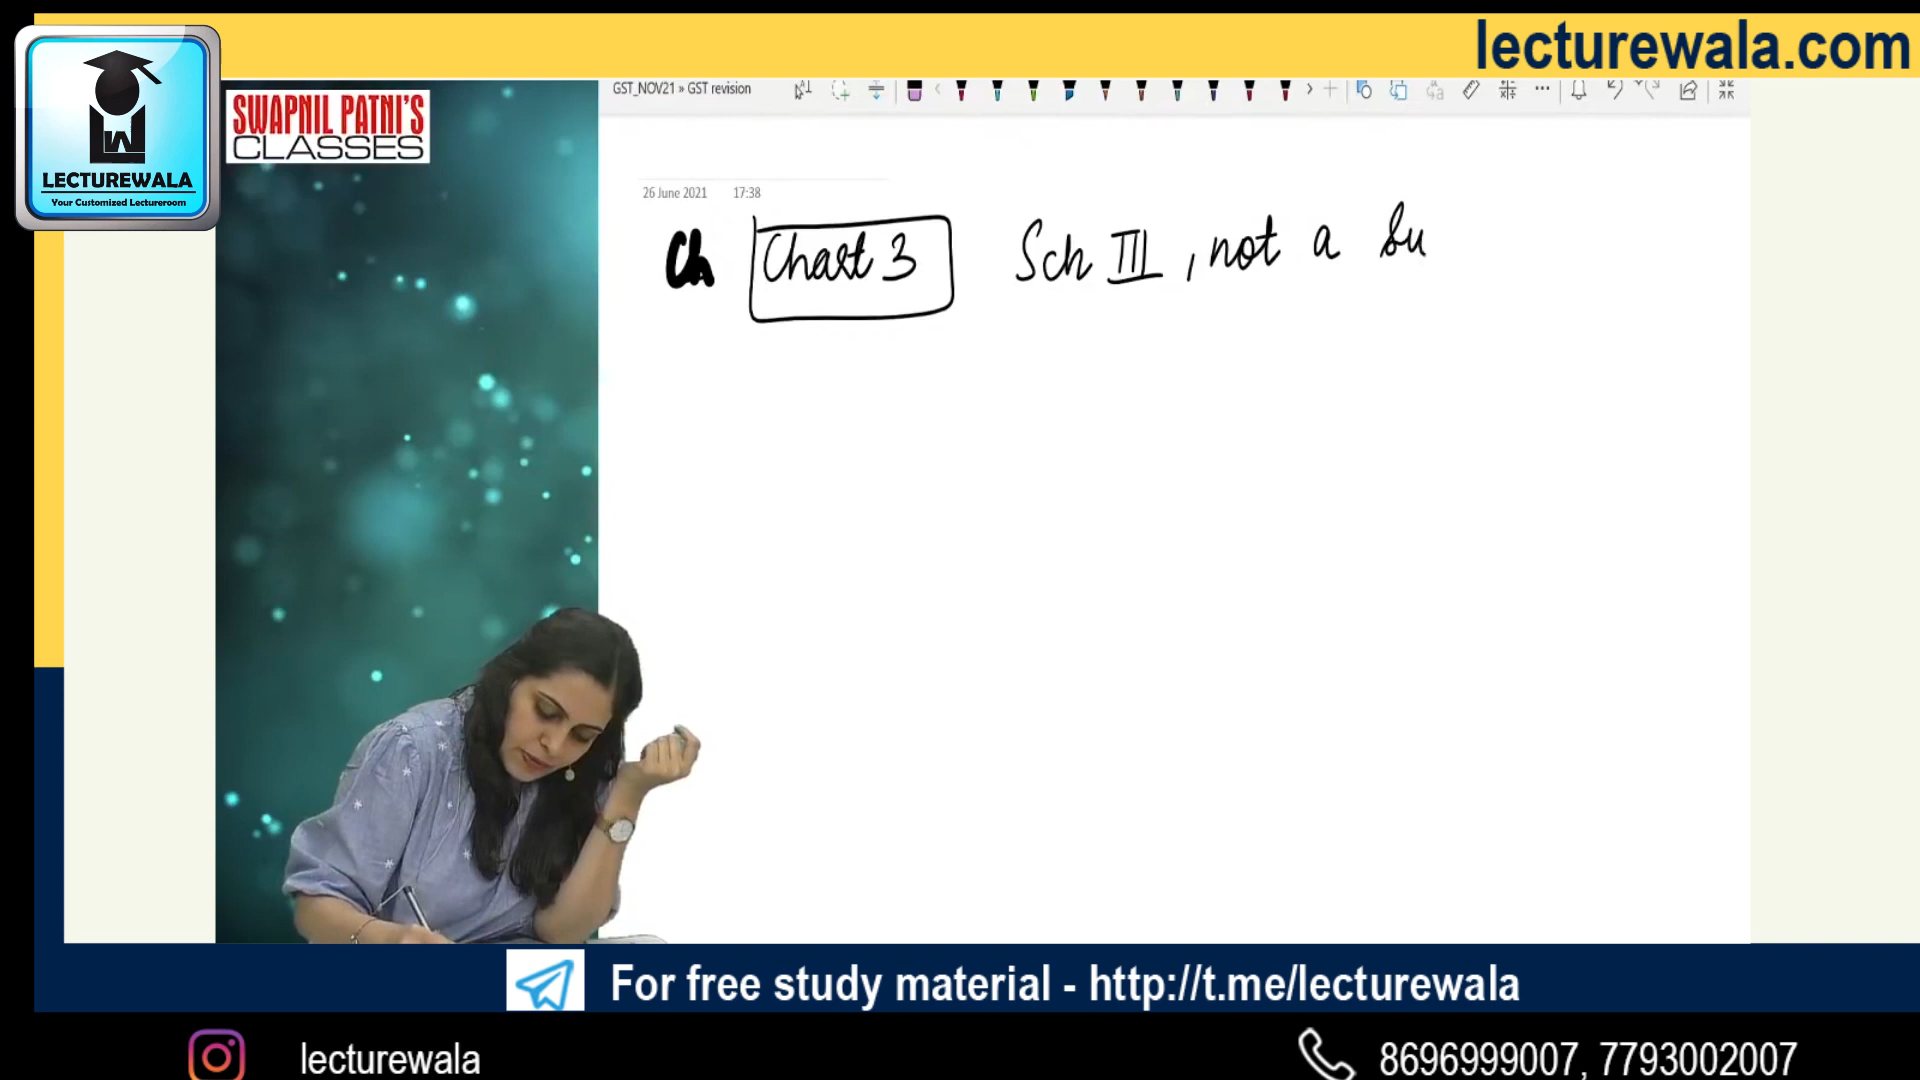 lecturewala.com
SWAPNIL PATNI'S
CLASSES
LW
LECTUREWALA
Your Customized Lectureroom
GST_NOV21 » GST revision
26 June 2021 17:38
Ch Chart 3 Sch III, not a Su
For free study material - http://t.me/lecturewala
lecturewala
8696999007, 7793002007